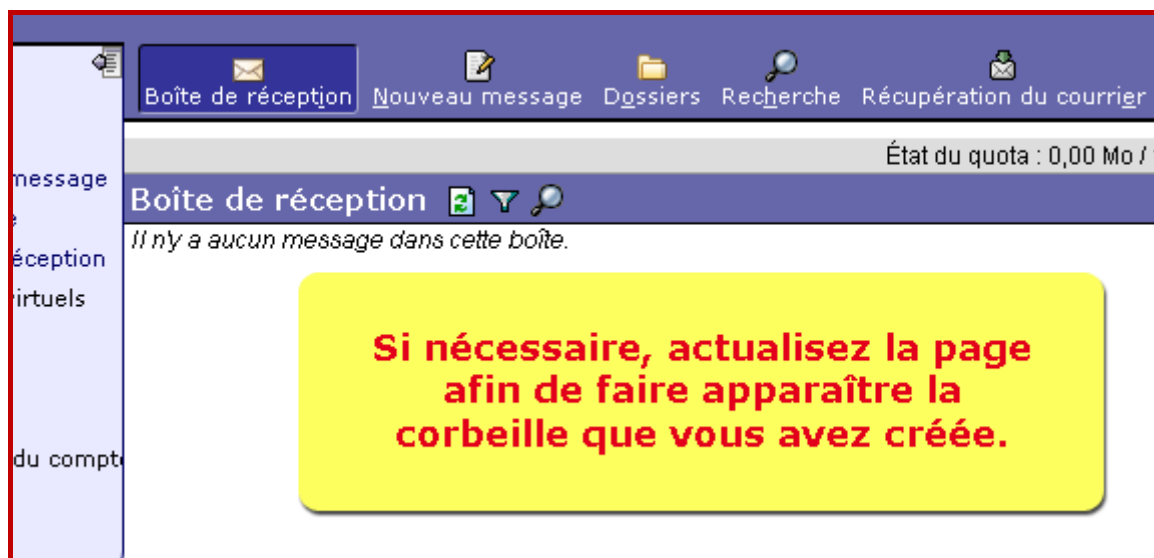 Boîte de réception Nouveau message Dossiers Recherche Récupération du courrier
État du quota : 0,00 Mo /
message
Boîte de réception
Il n'y a aucun message dans cette boîte.
éception
irtuels
Si nécessaire, actualisez la page
afin de faire apparaître la
corbeille que vous avez créée.
du compte